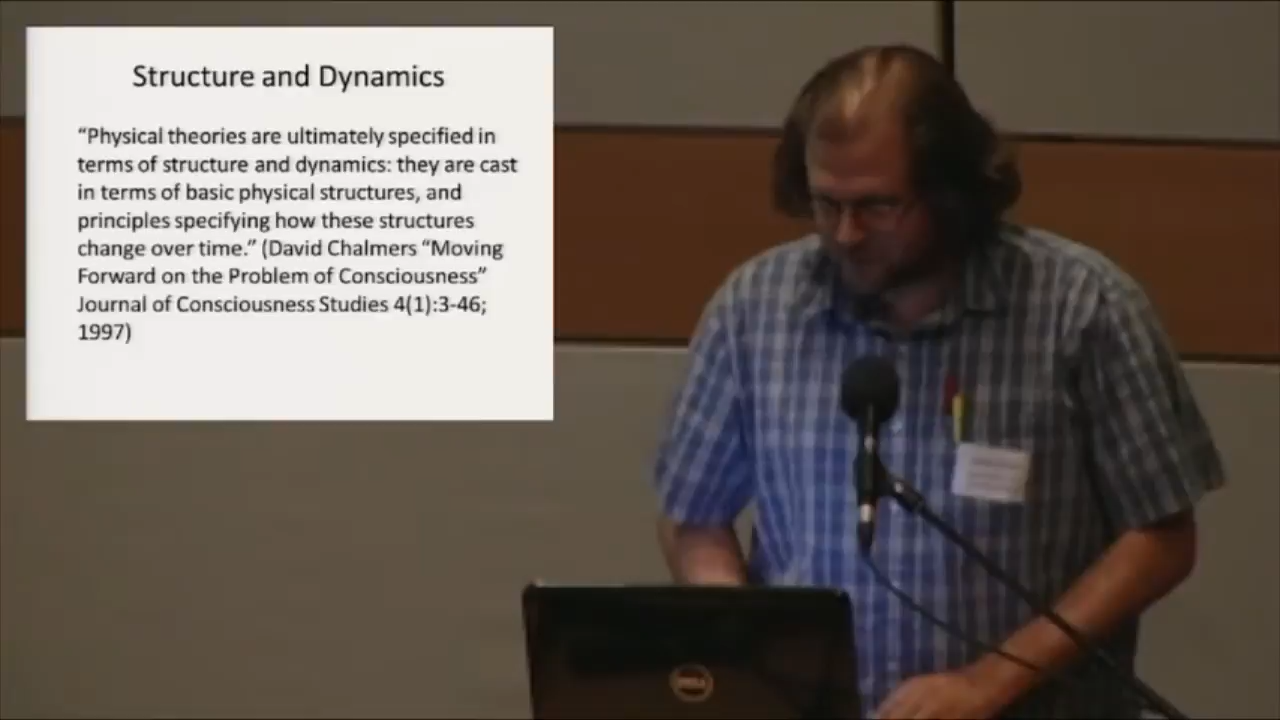 Structure and Dynamics
“Physical theories are ultimately specified in
terms of structure and dynamics: they are cast
in terms of basic physical structures, and
principles specifying how these structures
change over time.” (David Chalmers “Moving
Forward on the Problem of Consciousness”
Journal of Consciousness Studies 4(1):3-46;
1997)
DELL